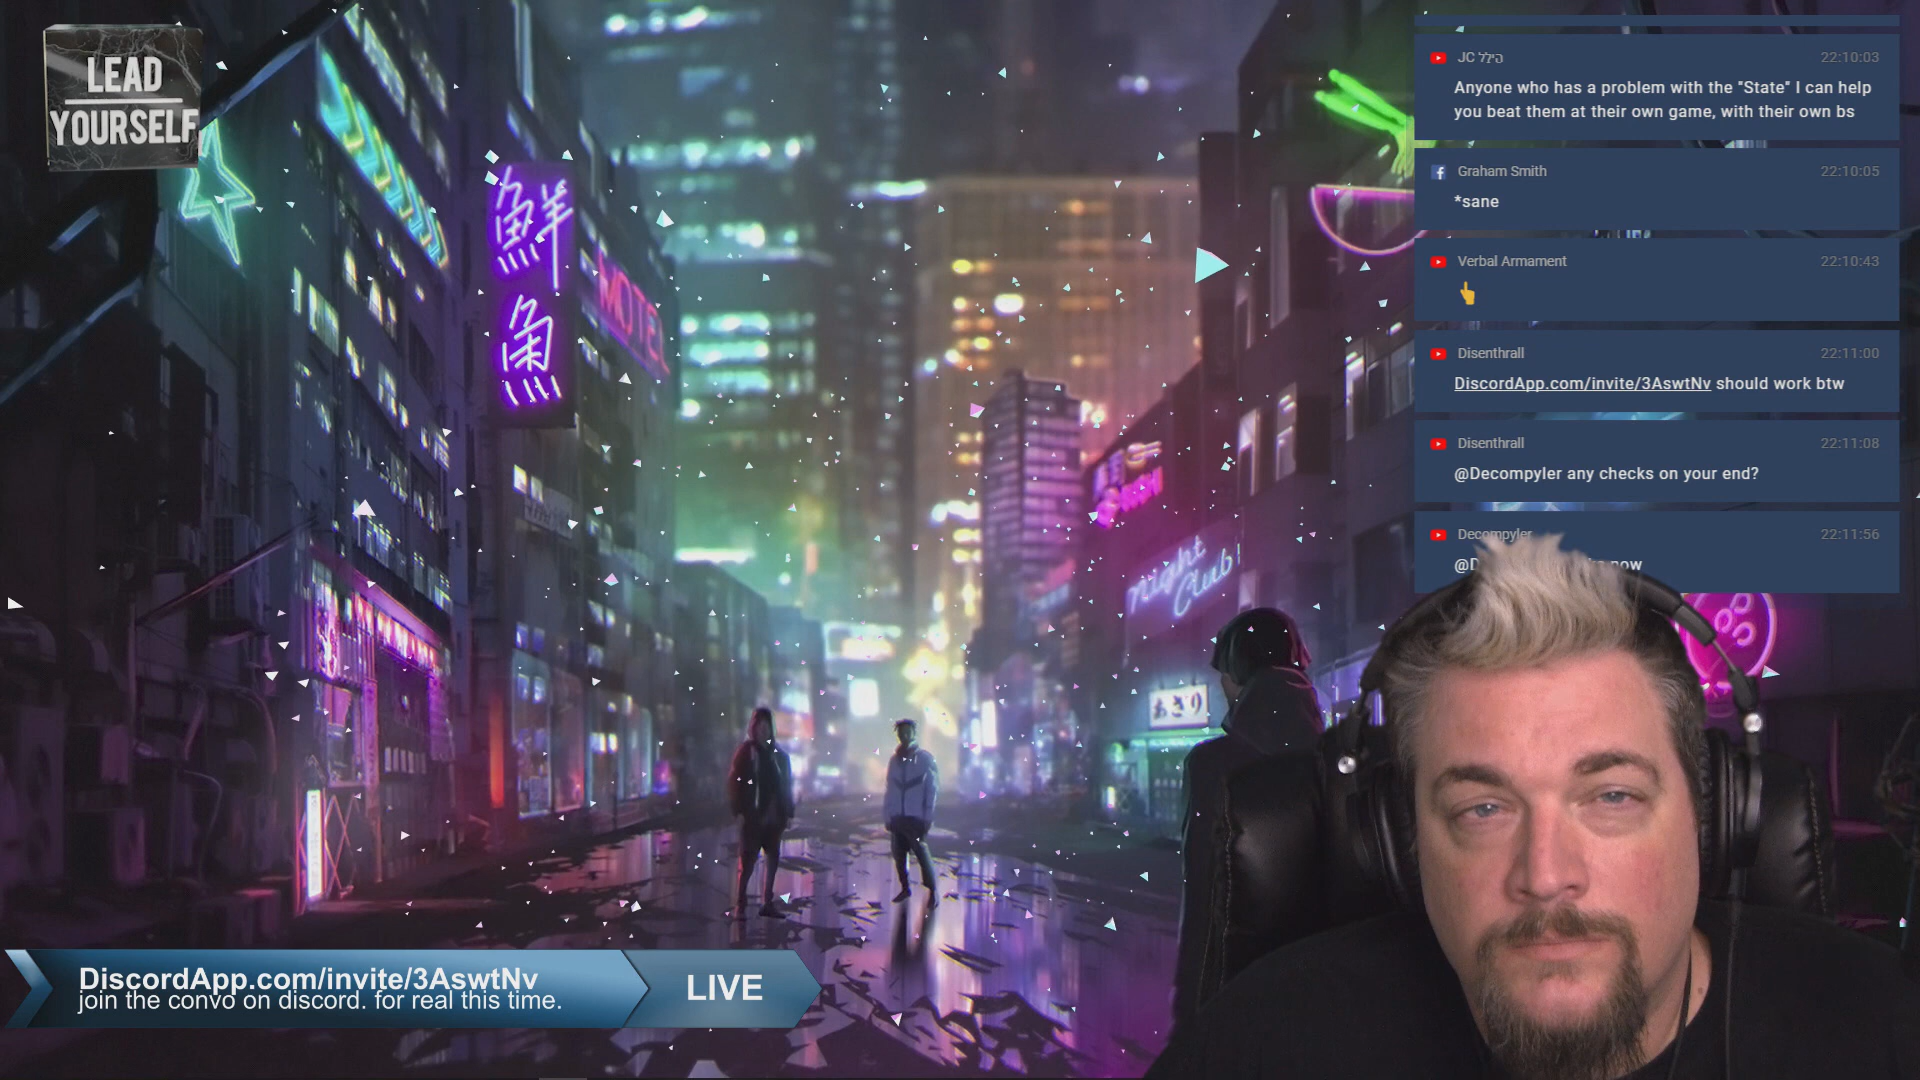 LEAD
YOURSELF
鮮
魚
MOTEL
night
Club!
あざり
JC הילל 22:10:03
Anyone who has a problem with the "State" I can help
you beat them at their own game, with their own bs
Graham Smith 22:10:05
*sane
Verbal Armament 22:10:43
Disenthrall 22:11:00
DiscordApp.com/invite/3AswtNv should work btw
Disenthrall 22:11:08
@Decompyler any checks on your end?
Decompyler 22:11:56
now
DiscordApp.com/invite/3AswtNv
join the convo on discord. for real this time.
LIVE